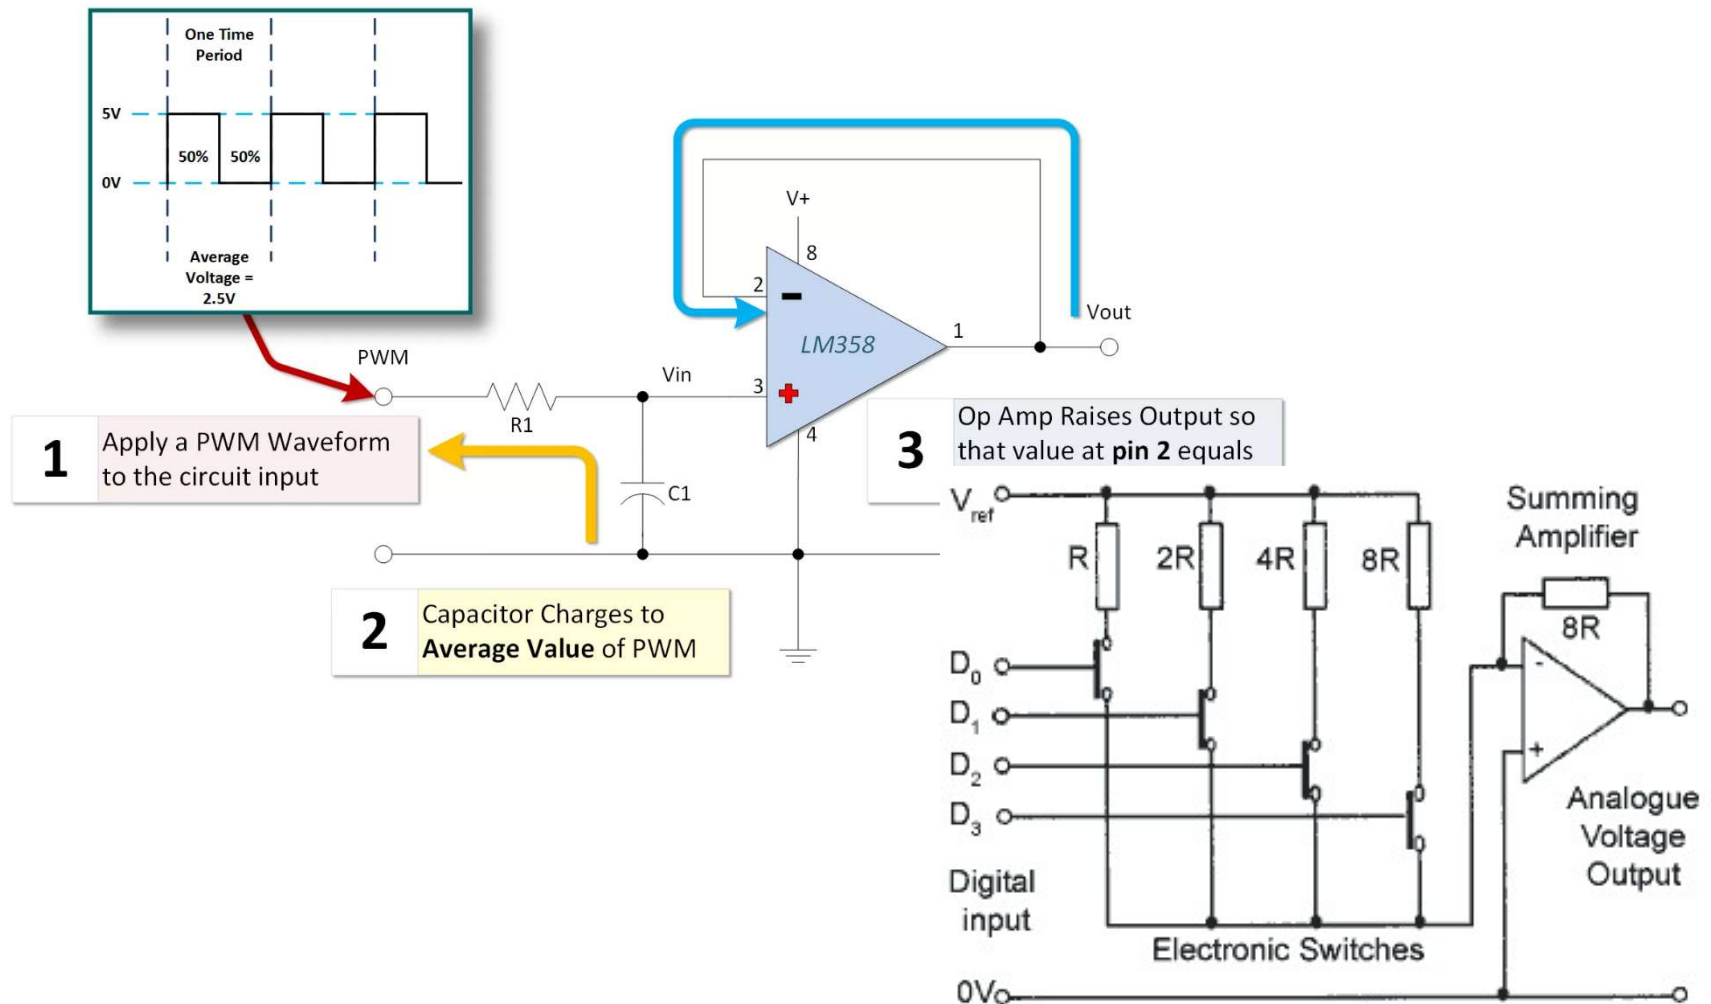 One Time
Period
5V
50%
50%
0V
Average
Voltage =
2.5V
PWM
R1
Vin
C1
V+
8
2
3
4
1
LM358
Vout
1
Apply a PWM Waveform
to the circuit input
2
Capacitor Charges to
Average Value of PWM
3
Op Amp Raises Output so
that value at pin 2 equals
Vref
R
2R
4R
8R
Summing
Amplifier
8R
-
+
D0
D1
D2
D3
Digital
input
Electronic Switches
Analogue
Voltage
Output
0V